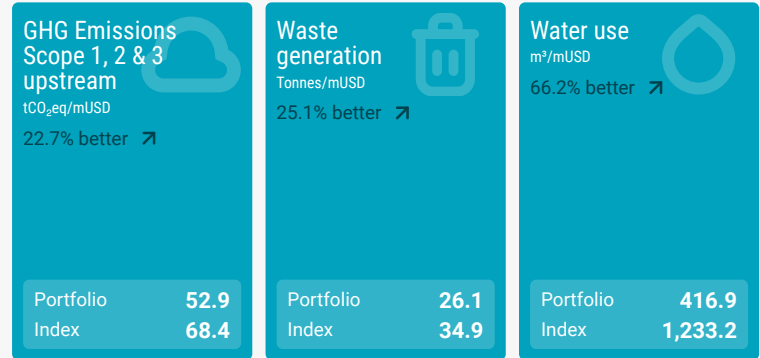 GHG Emissions
Scope 1, 2 & 3
upstream
tCO₂eq/mUSD
22.7% better
Portfolio 52.9
Index 68.4
Waste
generation
Tonnes/mUSD
25.1% better
Portfolio 26.1
Index 34.9
Water use
m³/mUSD
66.2% better
Portfolio 416.9
Index 1,233.2